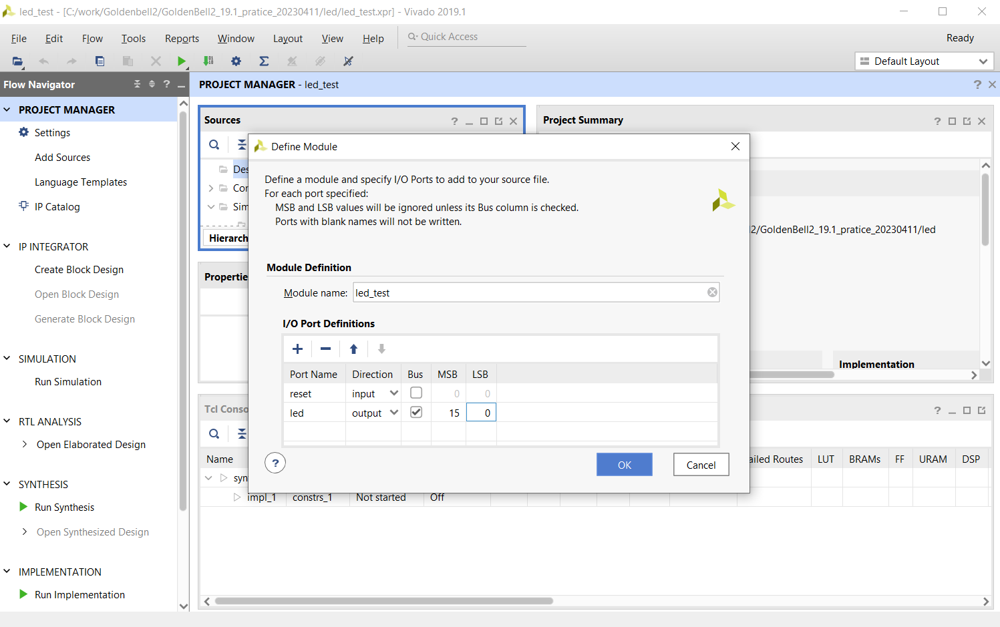 led_test - [C:/work/Goldenbell2/GoldenBell2_19.1_pratice_20230411/led/led_test.xpr] - Vivado 2019.1
File Edit Flow Tools Reports Window Layout View Help Quick Access Ready
Default Layout
Flow Navigator
PROJECT MANAGER - led_test
PROJECT MANAGER
Settings
Add Sources
Language Templates
IP Catalog
IP INTEGRATOR
Create Block Design
Open Block Design
Generate Block Design
SIMULATION
Run Simulation
RTL ANALYSIS
Open Elaborated Design
SYNTHESIS
Run Synthesis
Open Synthesized Design
IMPLEMENTATION
Run Implementation
Sources
Des
Con
Sim
Hierarch
Propertie
Project Summary
2/GoldenBell2_19.1_pratice_20230411/led
Implementation
Define Module
Define a module and specify I/O Ports to add to your source file.
For each port specified:
MSB and LSB values will be ignored unless its Bus column is checked.
Ports with blank names will not be written.
Module Definition
Module name: led_test
I/O Port Definitions
Port Name Direction Bus MSB LSB
reset input 0 0
led output 15 0
? OK Cancel
Tcl Conso
Name ailed Routes LUT BRAMs FF URAM DSP
syn
impl_1 constrs_1 Not started Off